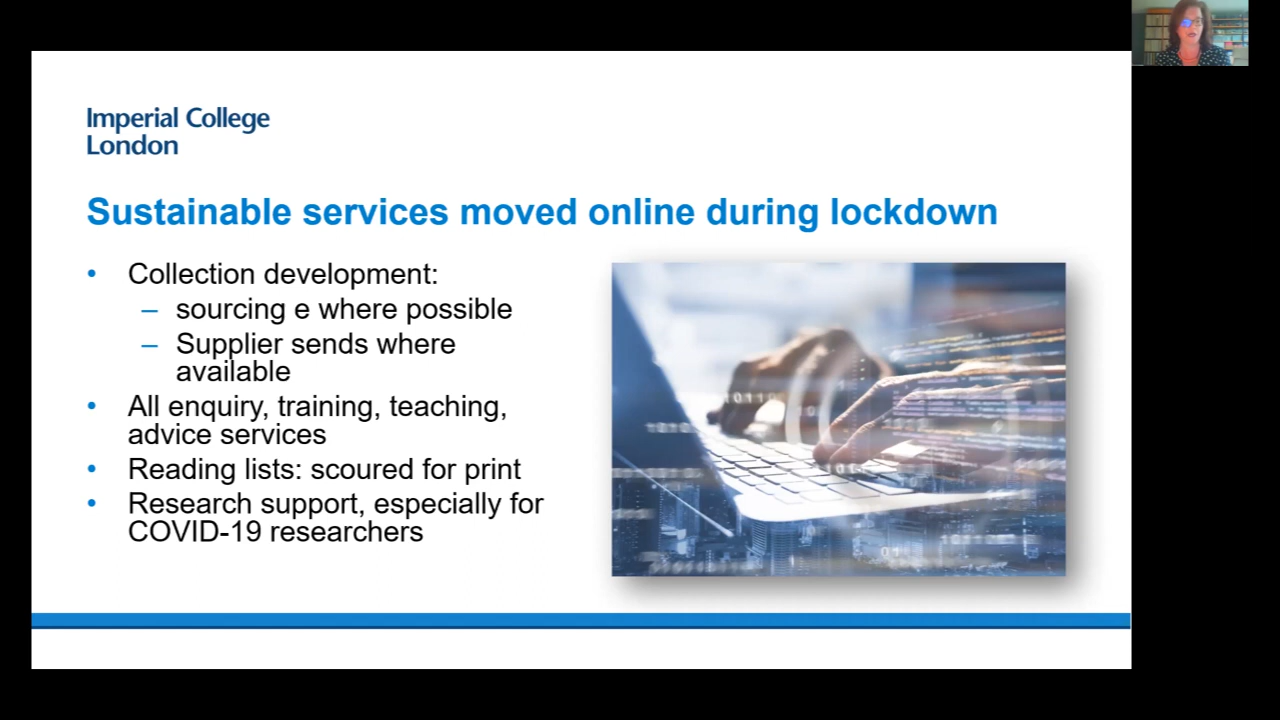 Imperial College
London
Sustainable services moved online during lockdown
• Collection development:
– sourcing e where possible
– Supplier sends where
available
• All enquiry, training, teaching,
advice services
• Reading lists: scoured for print
• Research support, especially for
COVID-19 researchers